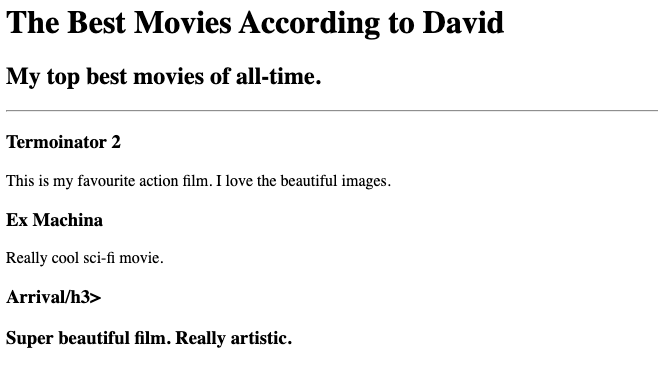 The Best Movies According to David
My top best movies of all-time.
Termoinator 2
This is my favourite action film. I love the beautiful images.
Ex Machina
Really cool sci-fi movie.
Arrival/h3>
Super beautiful film. Really artistic.